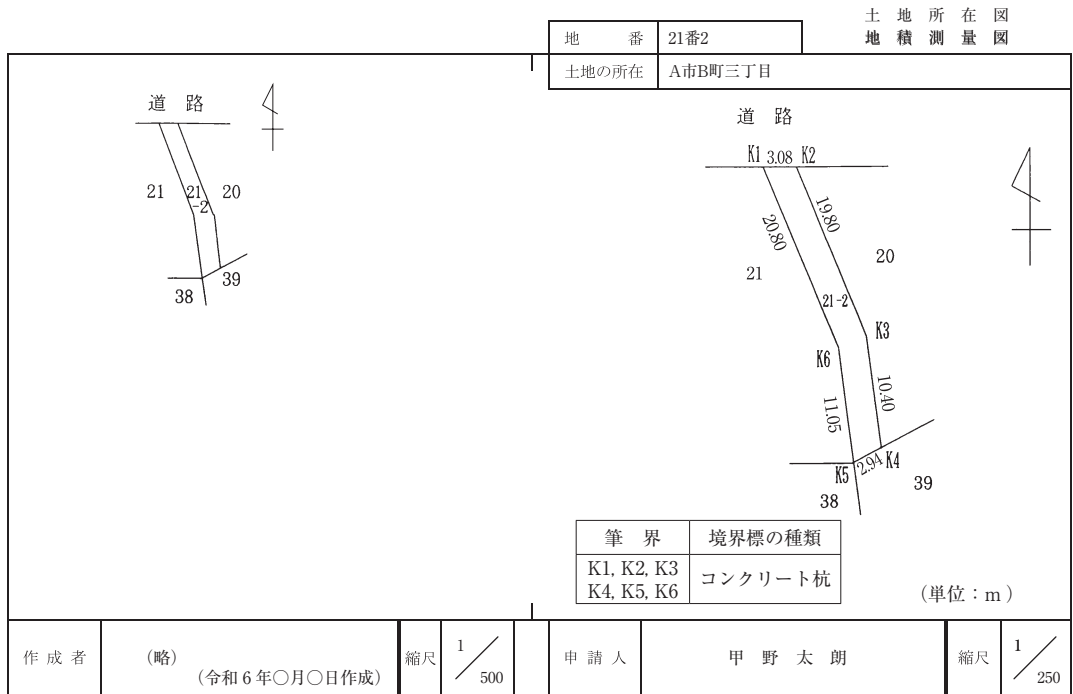 土地所在図
地積測量図
地番 21番2
土地の所在 A市B町三丁目
道路
21
21
-2
20
38
39
道路
K1 3.08 K2
20.80
19.80
21
20
21-2
K3
K6
11.05
10.40
K5 2.94 K4
38
39
筆界 境界標の種類
K1, K2, K3
K4, K5, K6
コンクリート杭
(単位：m)
作成者 (略)
(令和6年○月○日作成)
縮尺 1/500
申請人 甲野太朗
縮尺 1/250